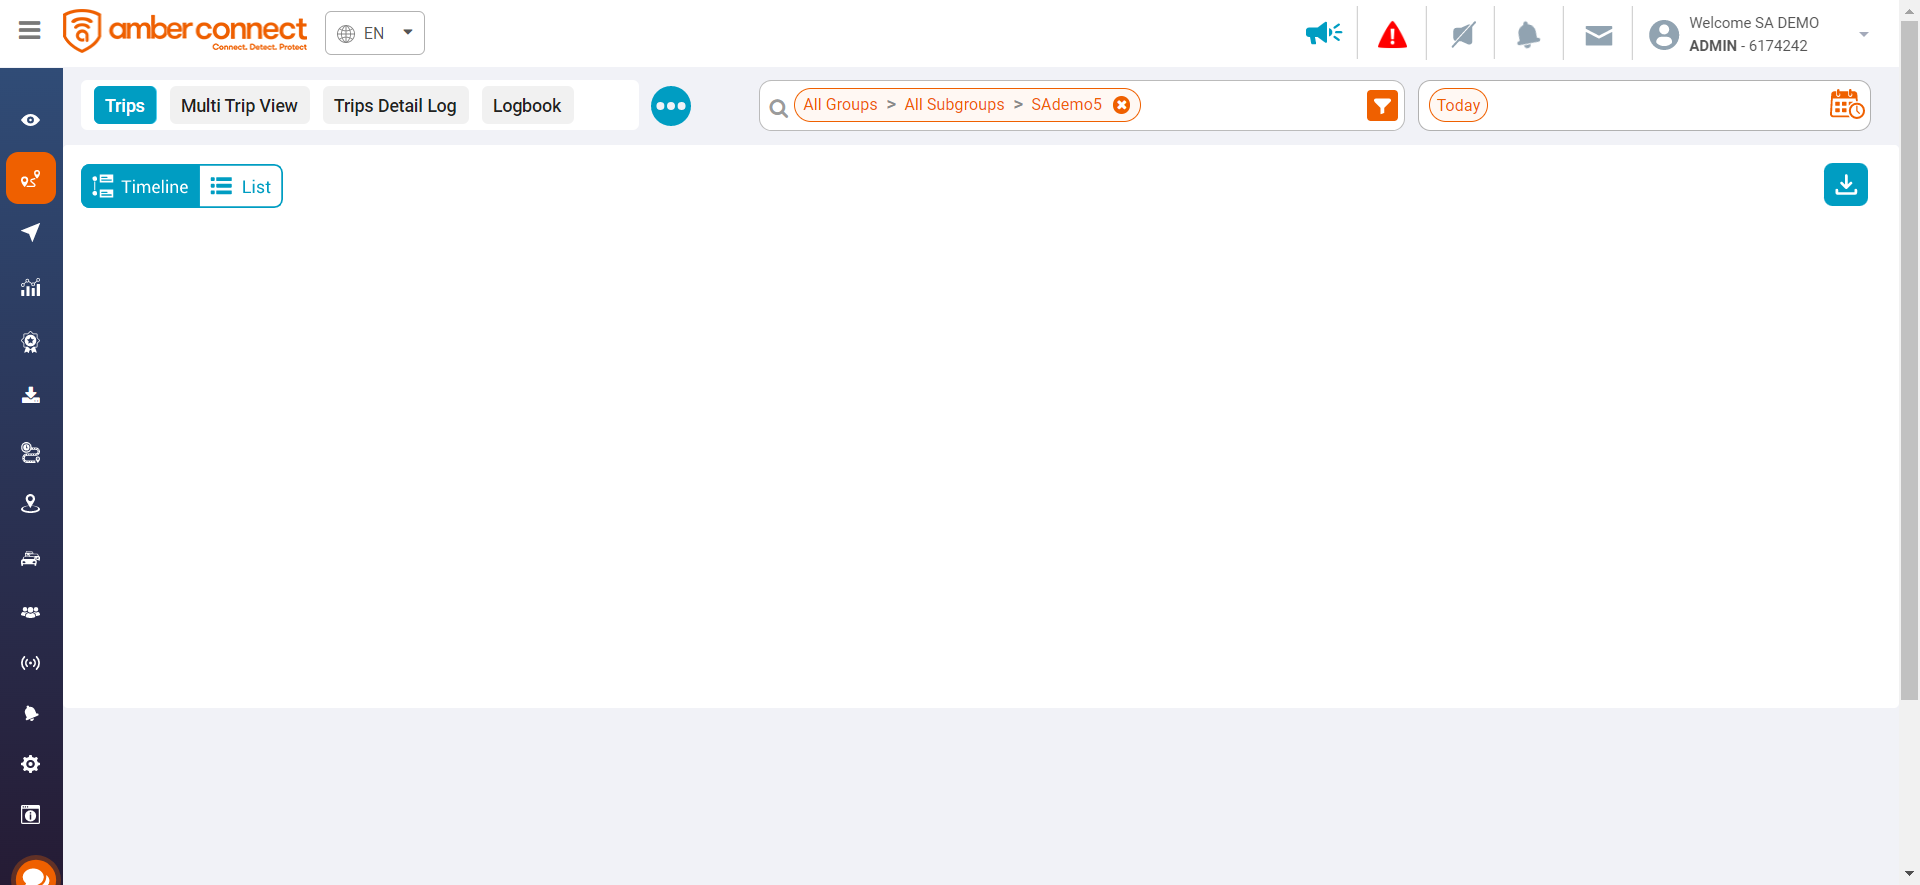 amber connect
Connect. Detect. Protect
EN
Welcome SA DEMO
ADMIN - 6174242
Trips
Multi Trip View
Trips Detail Log
Logbook
All Groups > All Subgroups > SAdemo5
Today
Timeline
List